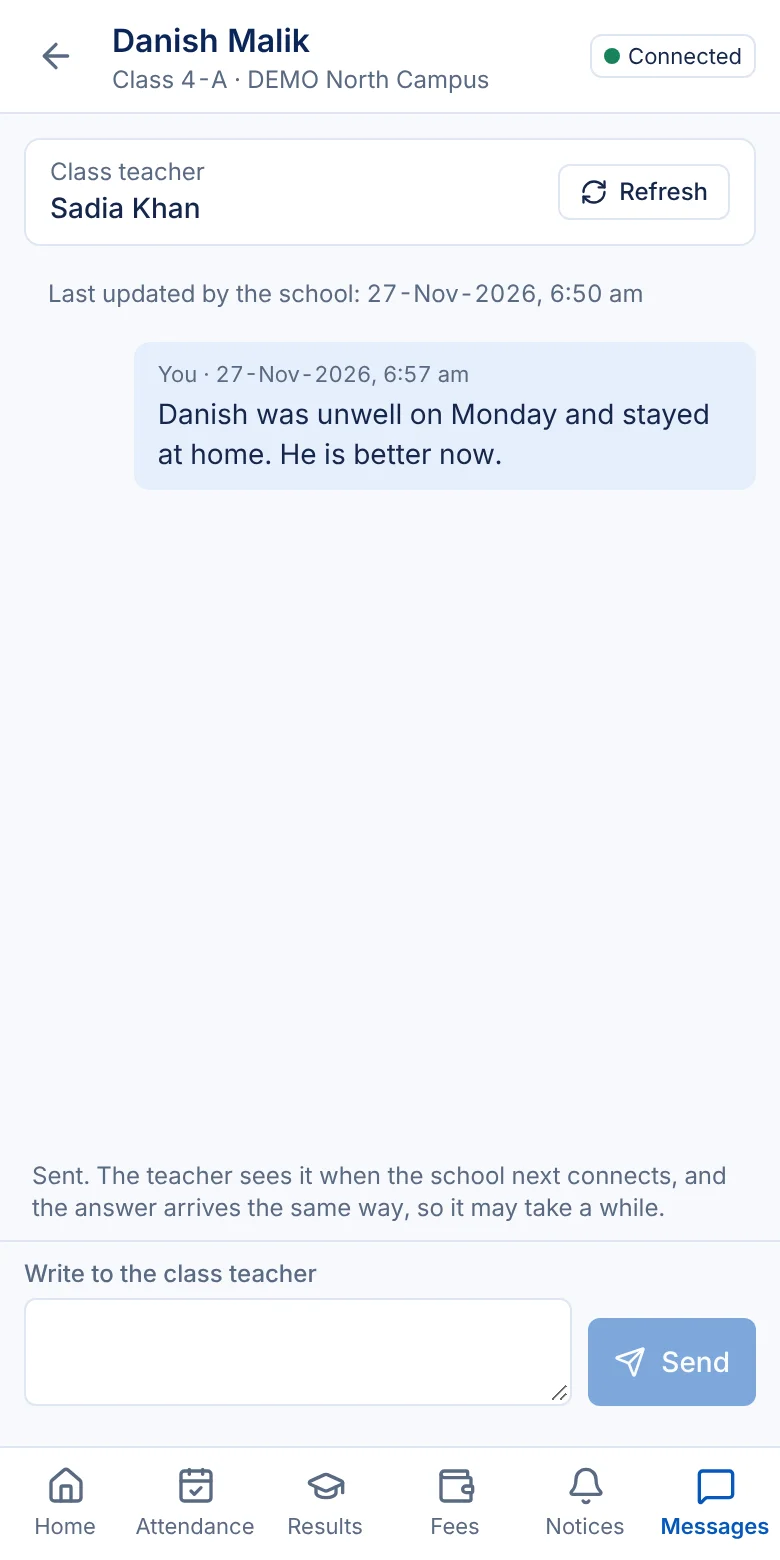 Danish Malik
Class 4-A · DEMO North Campus
Connected
Class teacher
Sadia Khan
Refresh
Last updated by the school: 27-Nov-2026, 6:50 am
You · 27-Nov-2026, 6:57 am
Danish was unwell on Monday and stayed
at home. He is better now.
Sent. The teacher sees it when the school next connects, and
the answer arrives the same way, so it may take a while.
Write to the class teacher
Send
Home
Attendance
Results
Fees
Notices
Messages